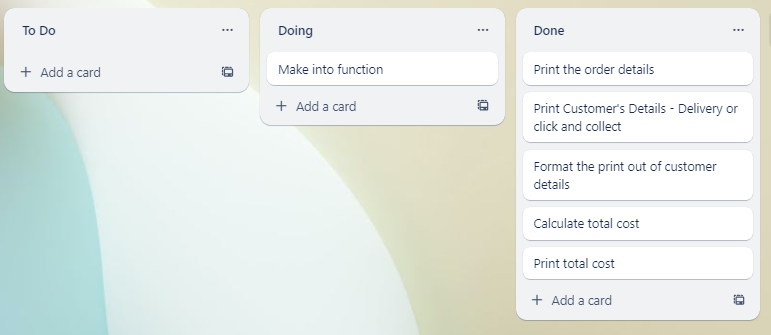 To Do
Add a card
Doing
Make into function
Add a card
Done
Print the order details
Print Customer's Details - Delivery or
click and collect
Format the print out of customer
details
Calculate total cost
Print total cost
Add a card